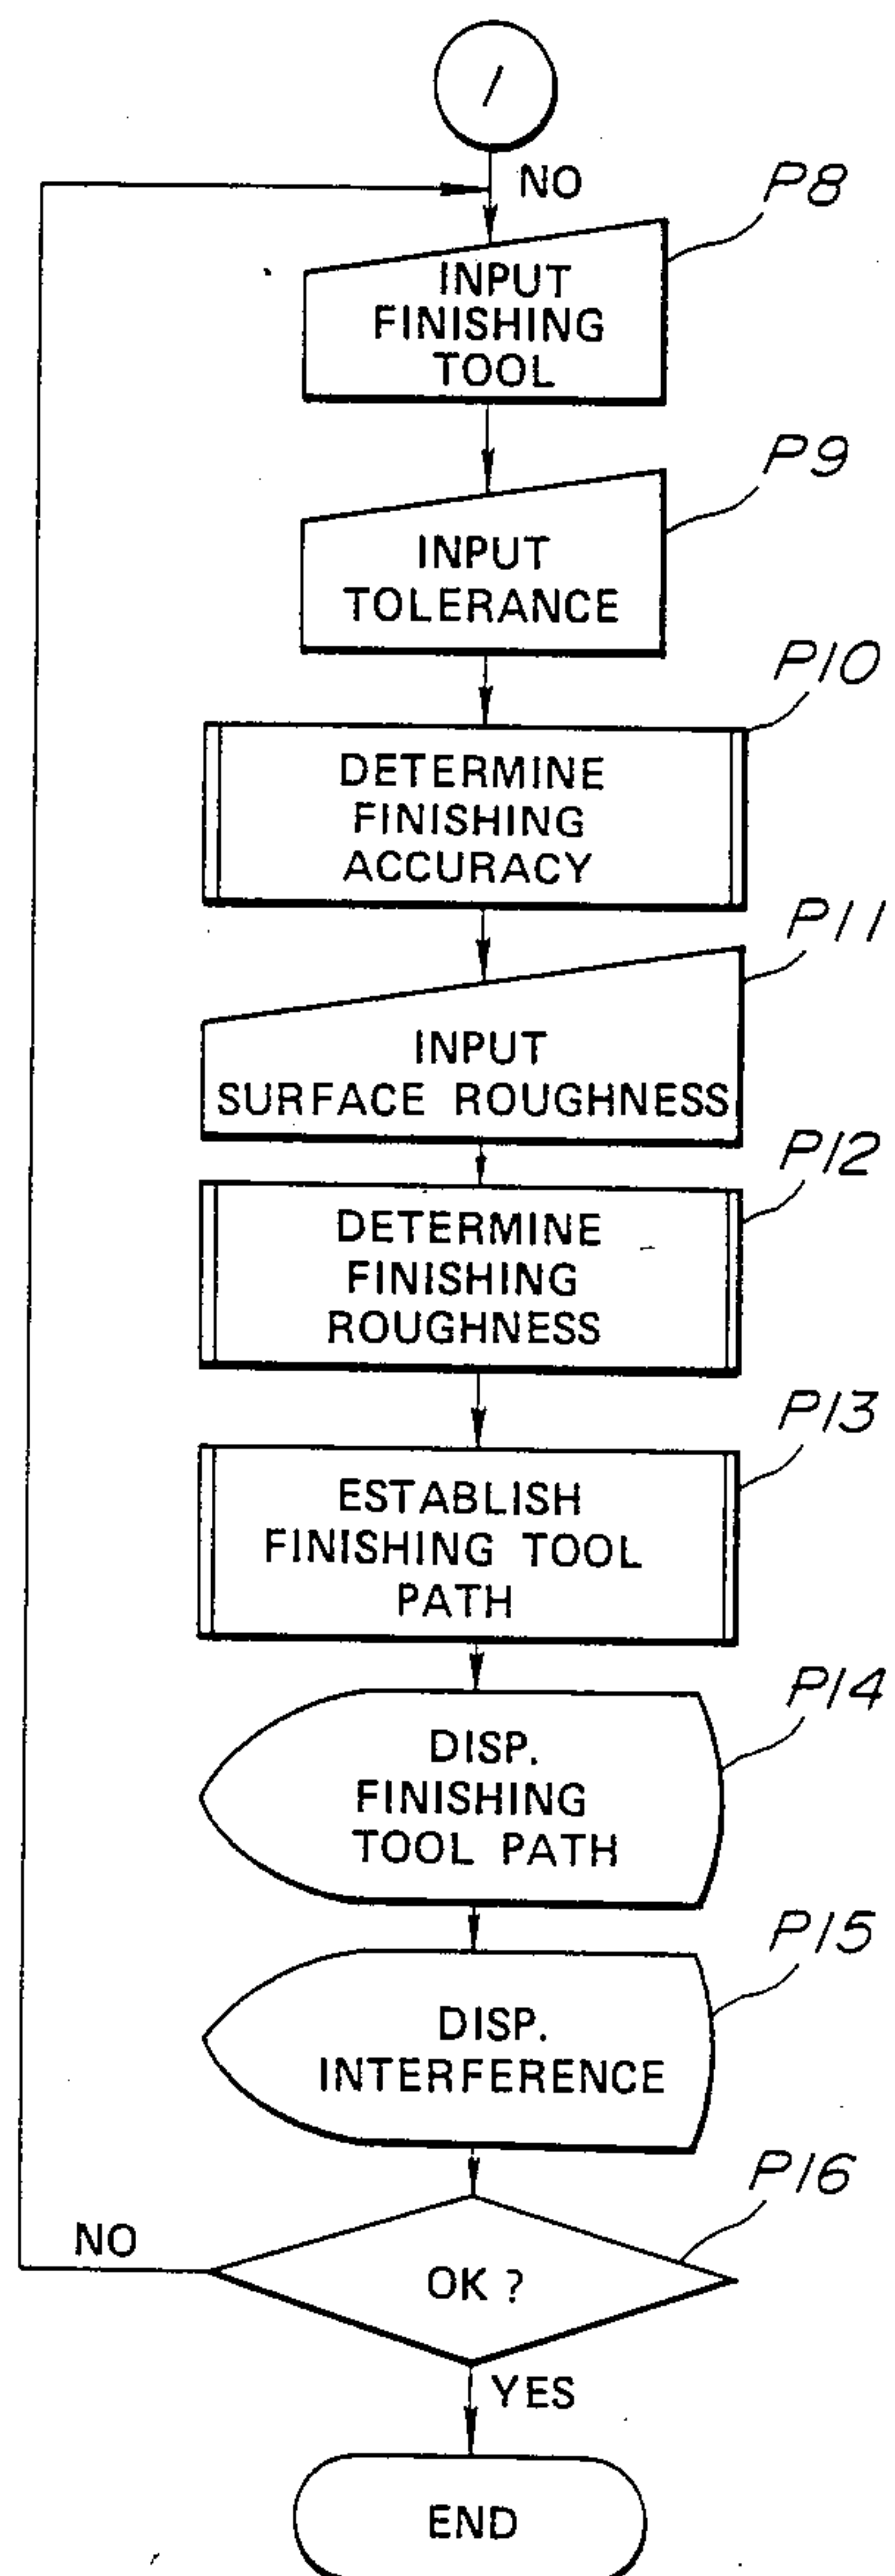 1
NO
P8
INPUT
FINISHING
TOOL
P9
INPUT
TOLERANCE
P10
DETERMINE
FINISHING
ACCURACY
P11
INPUT
SURFACE ROUGHNESS
P12
DETERMINE
FINISHING
ROUGHNESS
P13
ESTABLISH
FINISHING TOOL
PATH
P14
DISP.
FINISHING
TOOL PATH
P15
DISP.
INTERFERENCE
P16
NO
OK ?
YES
END